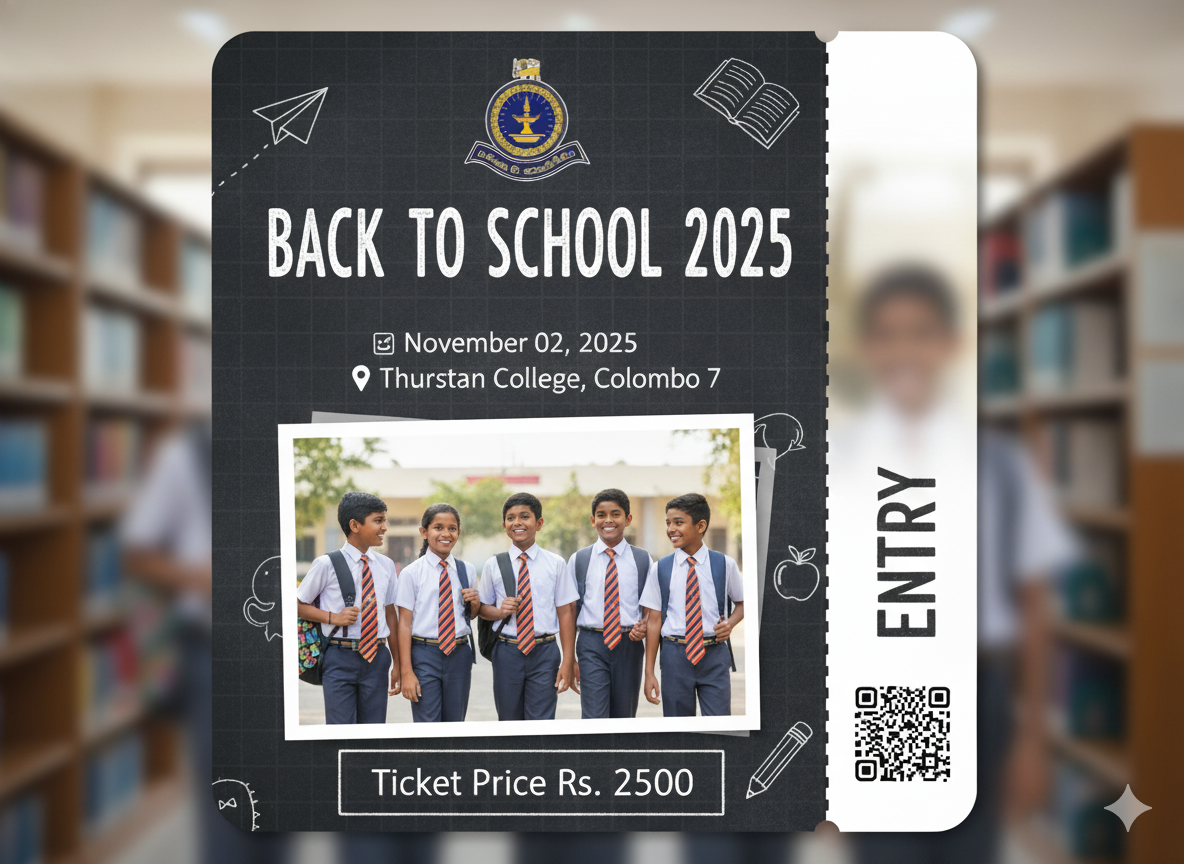 BACK TO SCHOOL 2025
November 02, 2025
Thurstan College, Colombo 7
Ticket Price Rs. 2500
ENTRY